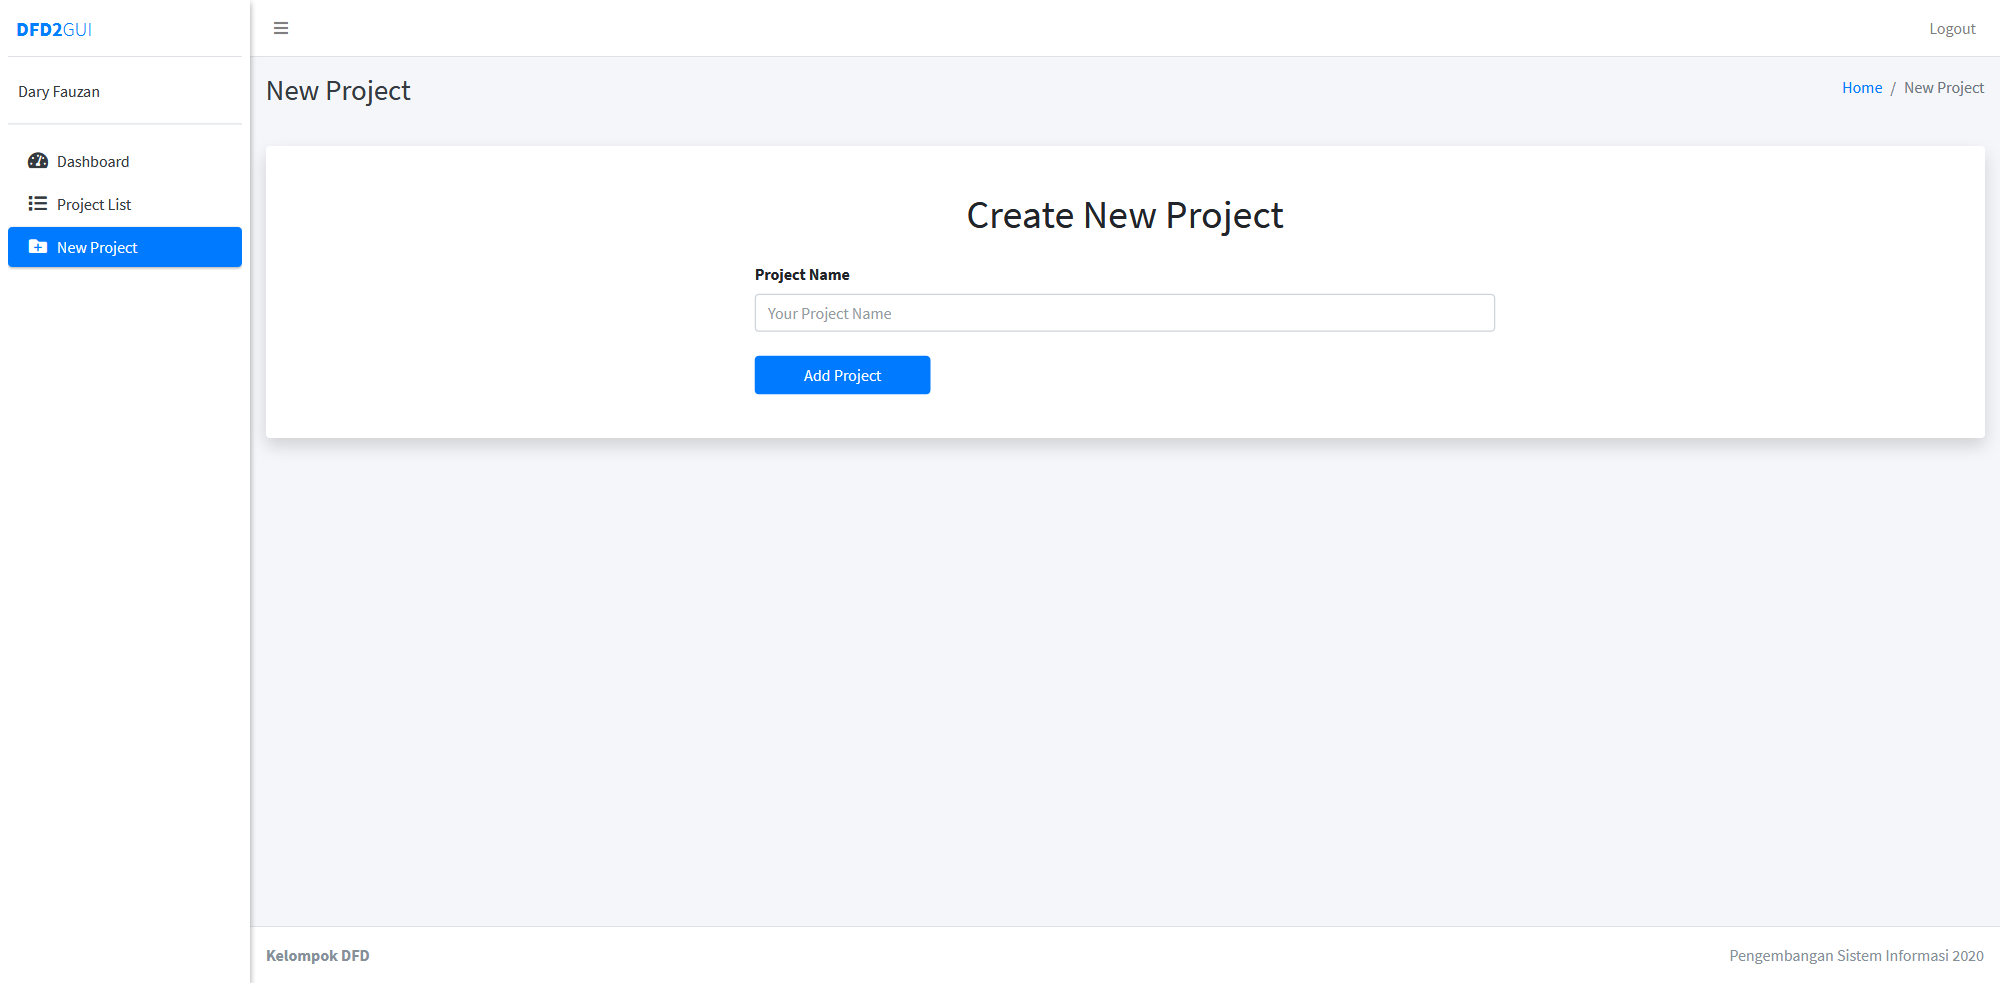 DFD2GUI
Dary Fauzan
Dashboard
Project List
New Project
Logout
New Project
Home / New Project
Create New Project
Project Name
Your Project Name
Add Project
Kelompok DFD
Pengembangan Sistem Informasi 2020